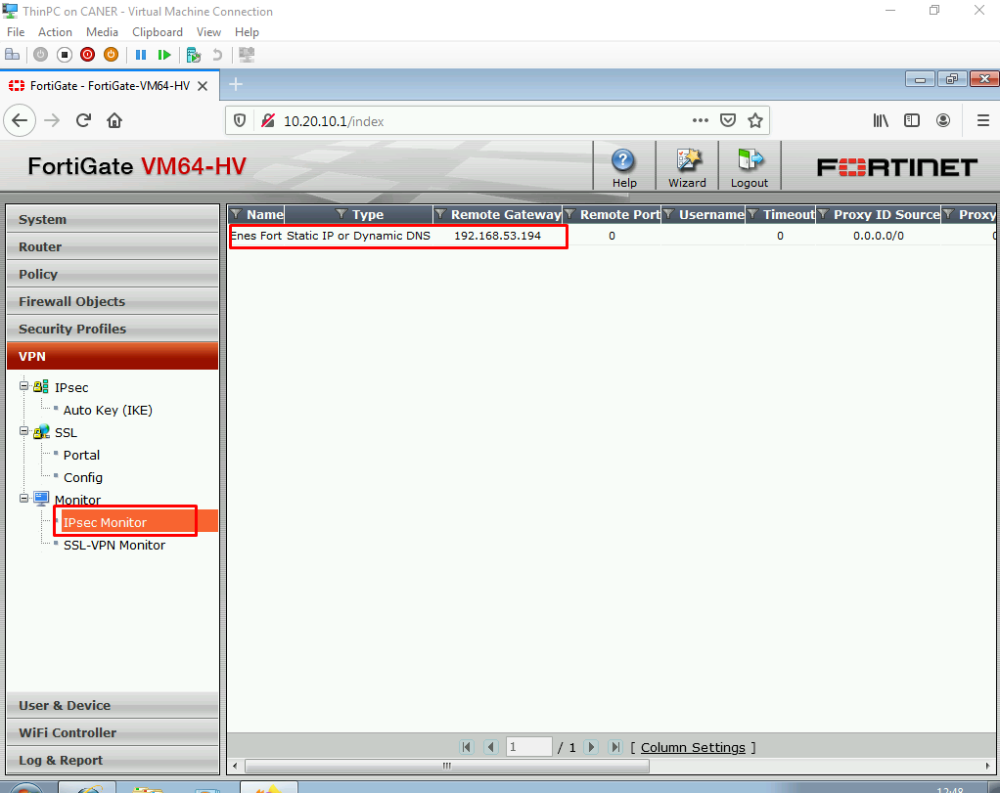 ThinPC on CANER - Virtual Machine Connection
File Action Media Clipboard View Help
FortiGate - FortiGate-VM64-HV
10.20.10.1/index
FortiGate VM64-HV
Help Wizard Logout
FORTINET
System
Router
Policy
Firewall Objects
Security Profiles
VPN
IPsec
Auto Key (IKE)
SSL
Portal
Config
Monitor
IPsec Monitor
SSL-VPN Monitor
User & Device
WiFi Controller
Log & Report
Name Type Remote Gateway Remote Port Username Timeout Proxy ID Source Proxy
Enes Fort Static IP or Dynamic DNS 192.168.53.194 0 0 0.0.0.0/0 0
1 / 1 [ Column Settings ]
12:48